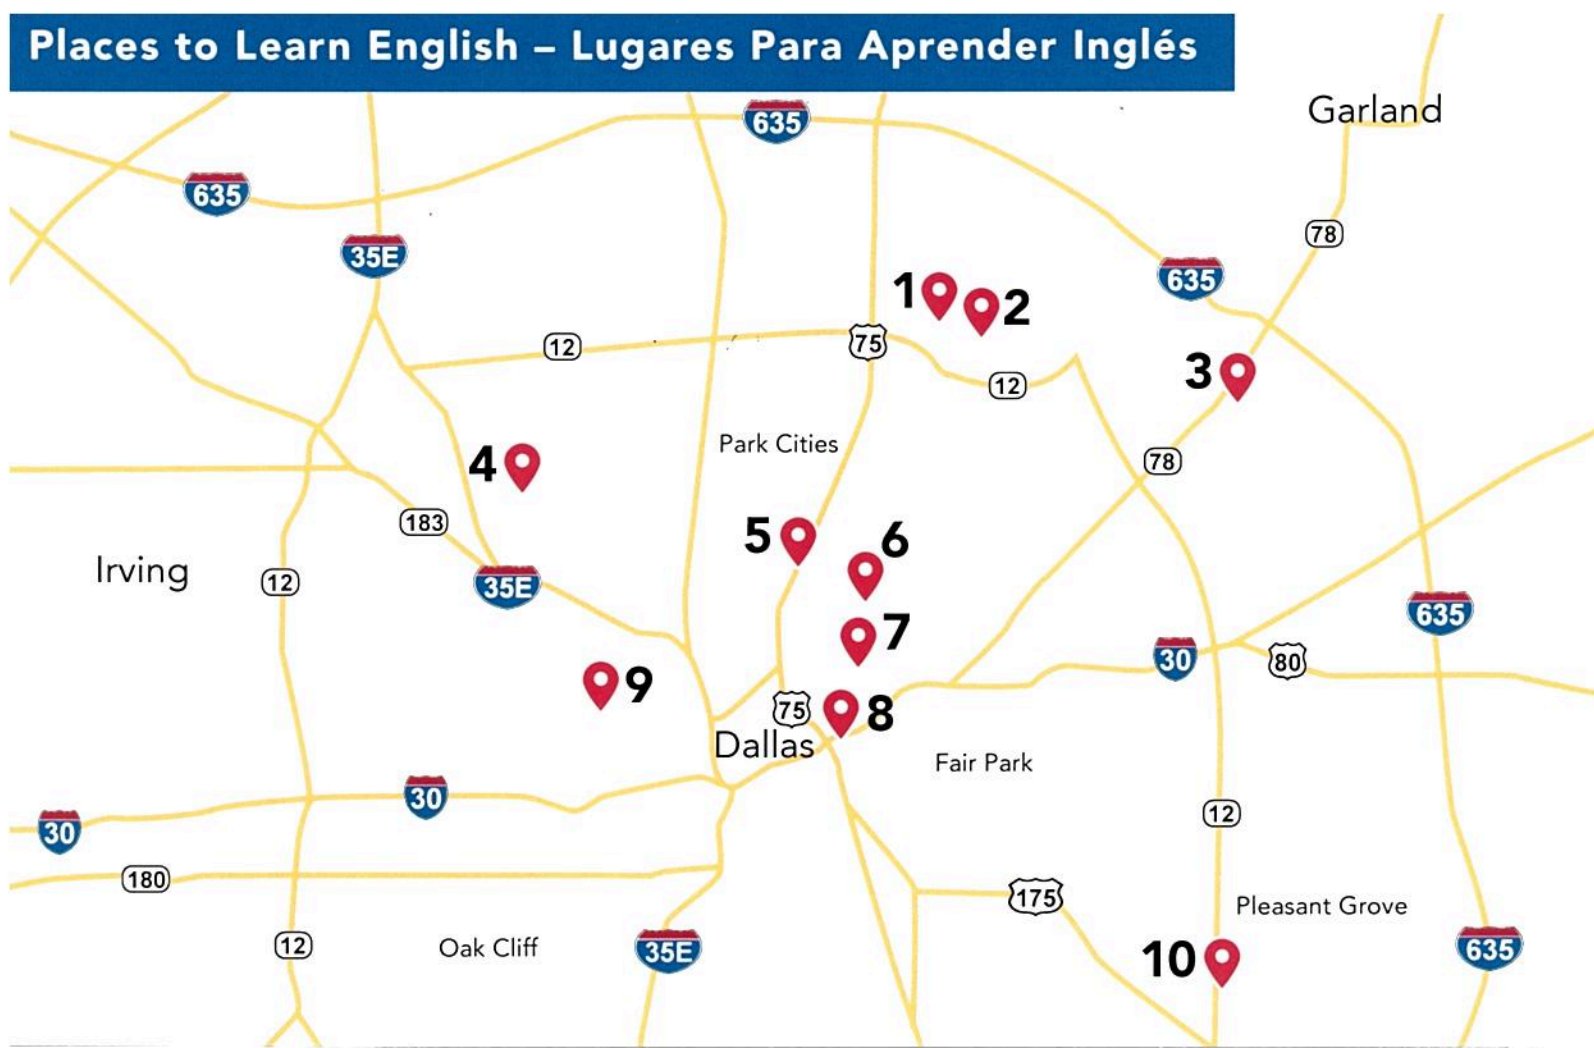 Places to Learn English – Lugares Para Aprender Inglés
Garland
635
635
78
35E
635
1
2
12
75
3
12
Park Cities
4
78
183
5
6
Irving
12
35E
635
7
30
80
9
75
8
Dallas
Fair Park
30
12
30
180
175
Pleasant Grove
12
Oak Cliff
35E
10
635